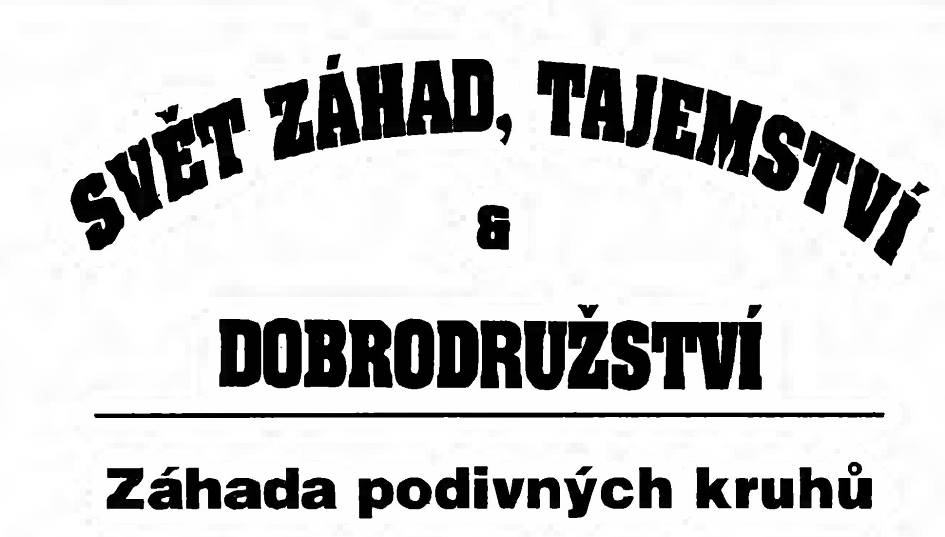 SVĚT ZÁHAD, TAJEMSTVÍ
&
DOBRODRUŽSTVÍ
Záhada podivných kruhů